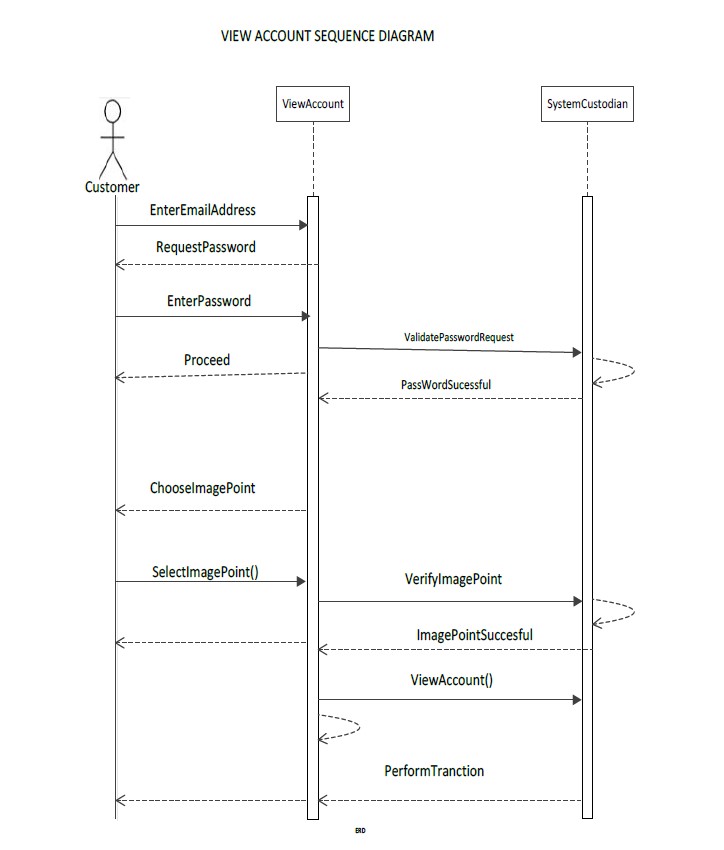 VIEW ACCOUNT SEQUENCE DIAGRAM
ViewAccount
SystemCustodian
Customer
EnterEmailAddress
RequestPassword
EnterPassword
ValidatePasswordRequest
Proceed
PassWordSucessful
ChooseImagePoint
SelectImagePoint()
VerifyImagePoint
ImagePointSuccesful
ViewAccount()
PerformTranction
ERD